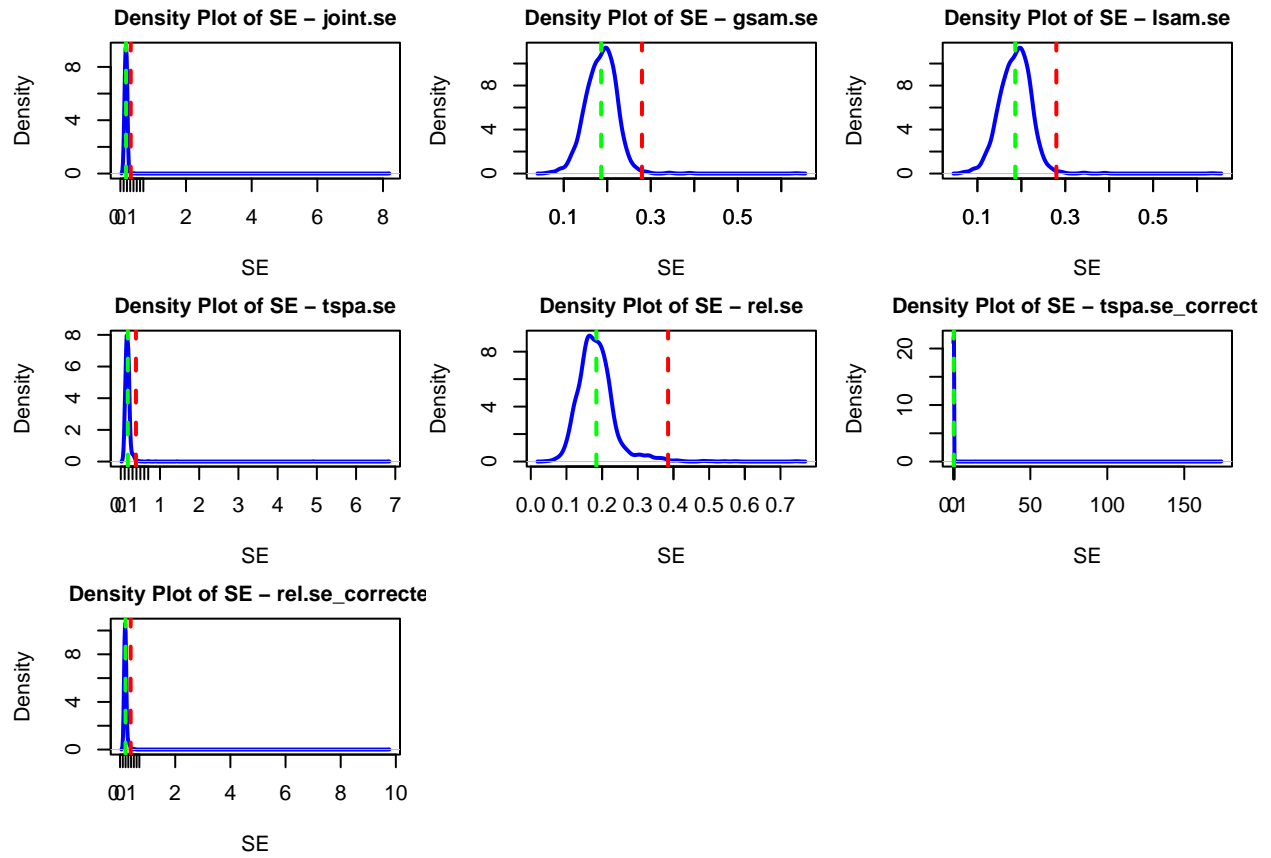 Density Plot of SE − joint.se
Density
0 4 8
0.1 2 4 6 8
SE
Density Plot of SE − gsam.se
Density
0 4 8
0.1 0.3 0.5
SE
Density Plot of SE − lsam.se
Density
0 4 8
0.1 0.3 0.5
SE
Density Plot of SE − tspa.se
Density
0 2 4 6 8
0.1 1 2 3 4 5 6 7
SE
Density Plot of SE − rel.se
Density
0 4 8
0.0 0.1 0.2 0.3 0.4 0.5 0.6 0.7
SE
Density Plot of SE − tspa.se_correct
Density
0 10 20
0.1 50 100 150
SE
Density Plot of SE − rel.se_correcte
Density
0 4 8
0.1 2 4 6 8 10
SE